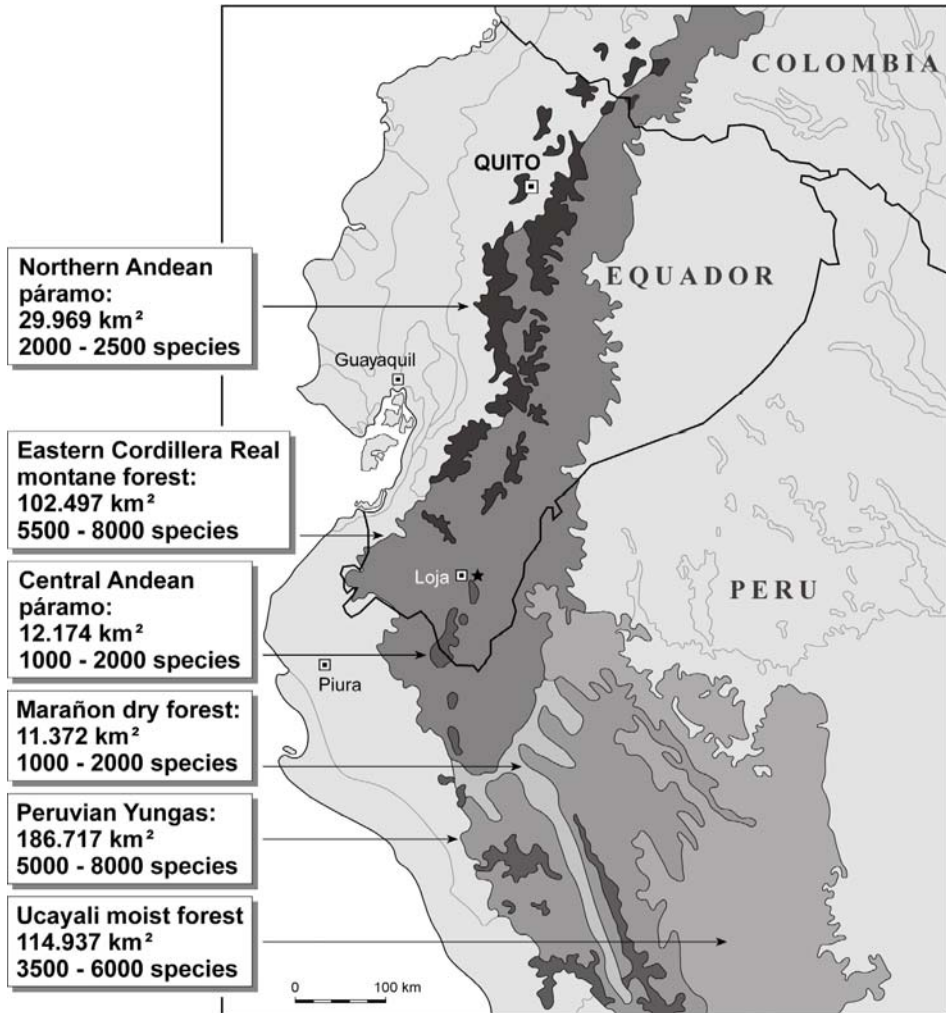 COLOMBIA
QUITO
Northern Andean
páramo:
29.969 km²
2000 - 2500 species
EQUADOR
Guayaquil
Eastern Cordillera Real
montane forest:
102.497 km²
5500 - 8000 species
Central Andean
páramo:
12.174 km²
1000 - 2000 species
Loja
PERU
Piura
Marañon dry forest:
11.372 km²
1000 - 2000 species
Peruvian Yungas:
186.717 km²
5000 - 8000 species
Ucayali moist forest
114.937 km²
3500 - 6000 species
0 100 km